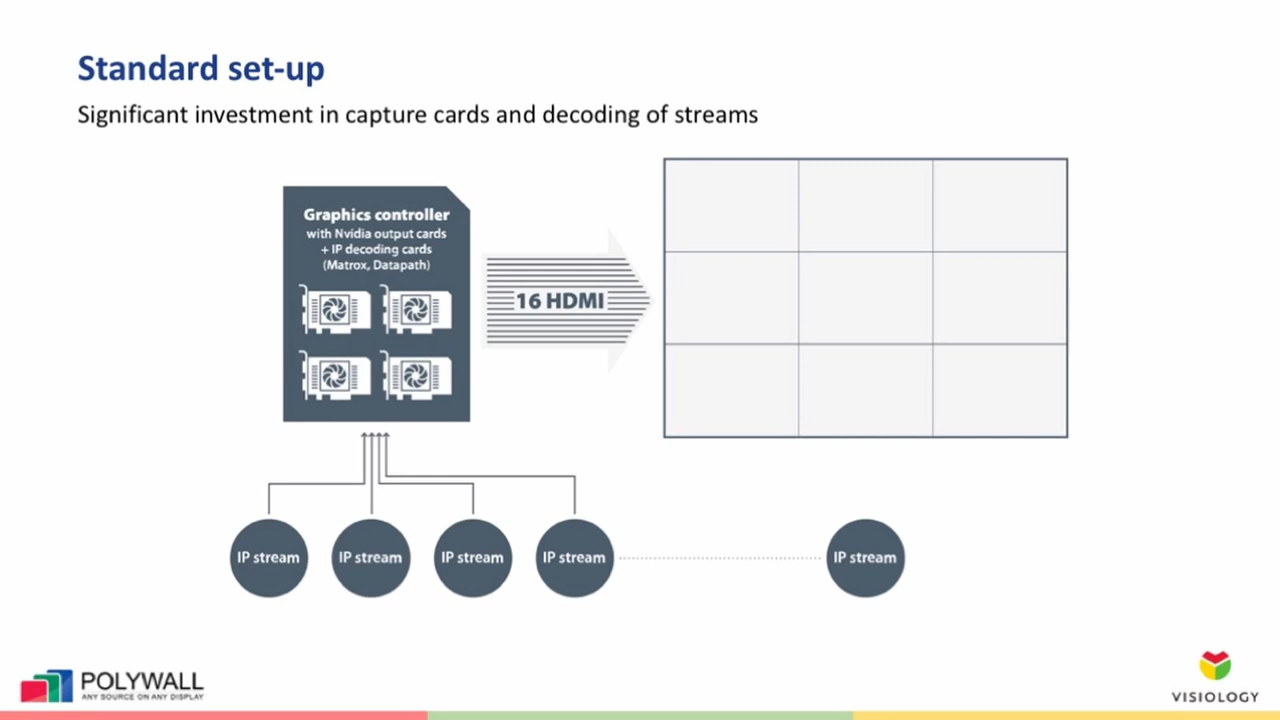 Standard set-up
Significant investment in capture cards and decoding of streams
Graphics controller
with Nvidia output cards
+ IP decoding cards
(Matrox, Datapath)
16 HDMI
IP stream
IP stream
IP stream
IP stream
IP stream
POLYWALL
ANY SOURCE ON ANY DISPLAY
VISIOLOGY